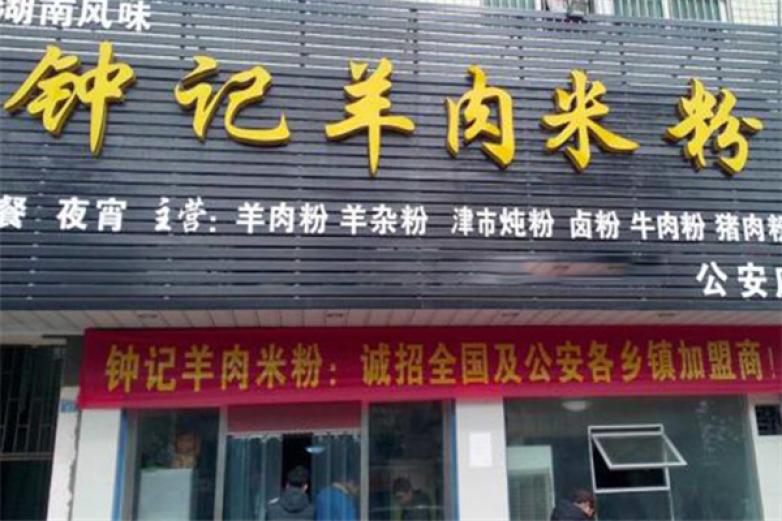 湖南风味
钟记羊肉米粉
餐 夜宵 主营：羊肉粉 羊杂粉 津市炖粉 卤粉 牛肉粉 猪肉粉
公安
钟记羊肉米粉：诚招全国及公安各乡镇加盟商！